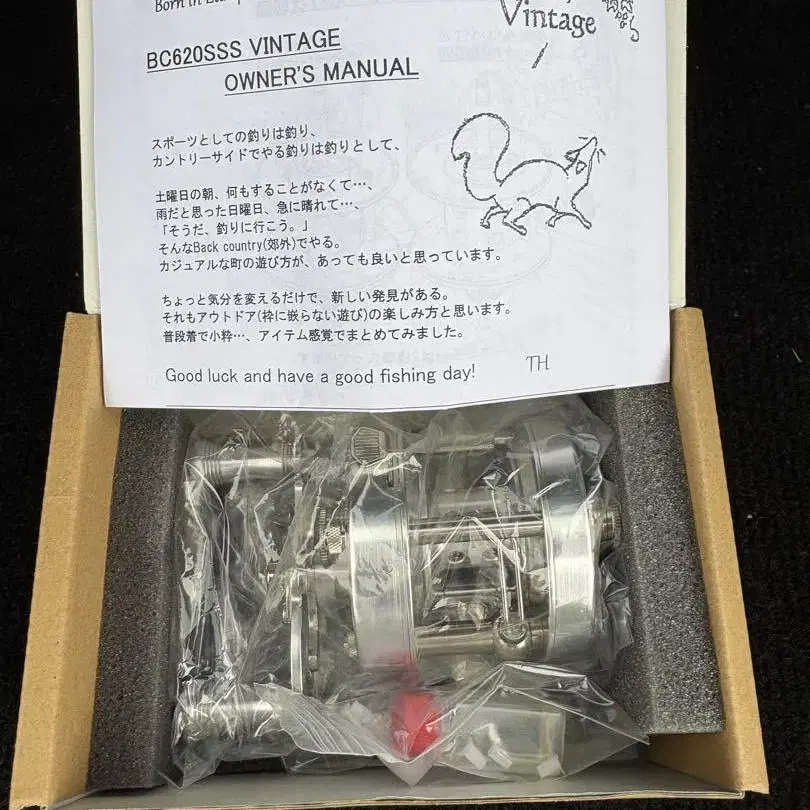 Born in
Vintage
BC620SSS VINTAGE
OWNER'S MANUAL
スポーツとしての釣りは釣り、
カントリーサイドでやる釣りは釣りとして、
土曜日の朝、何もすることがなくて…、
雨だと思った日曜日、急に晴れて…、
「そうだ、釣りに行こう。」
そんなBack country(郊外)でやる。
カジュアルな町の遊び方が、あっても良いと思っています。
ちょっと気分を変えるだけで、新しい発見がある。
それもアウトドア(枠に嵌らない遊び)の楽しみ方と思います。
普段着で小粋…、アイテム感覚でまとめてみました。
Good luck and have a good fishing day!
TH